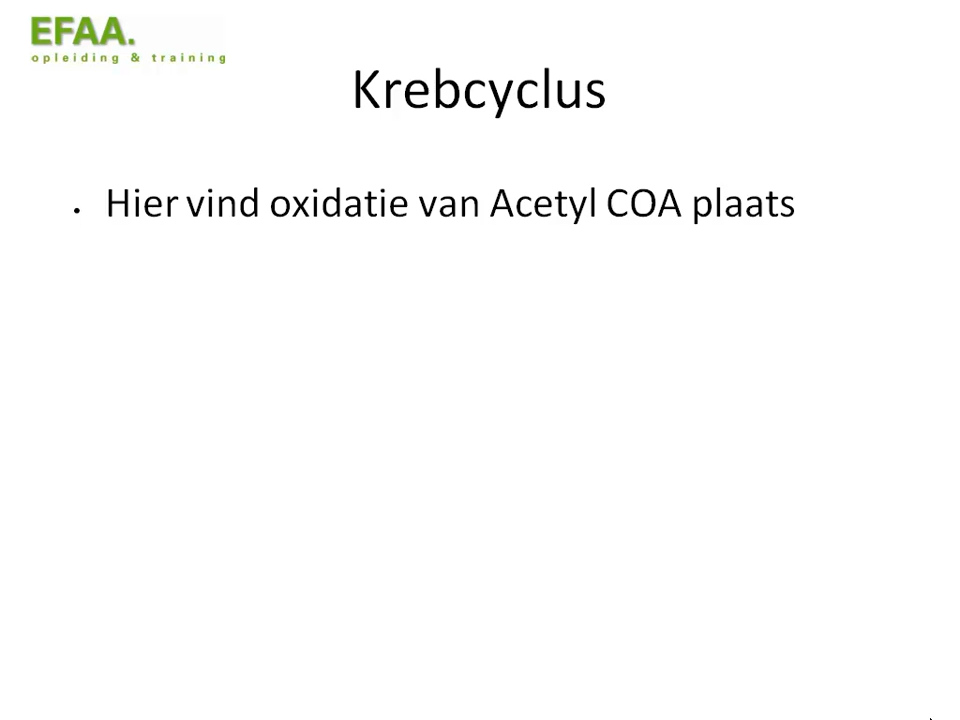 EFAA.
opleiding & training
Krebcyclus
• Hier vind oxidatie van Acetyl COA plaats